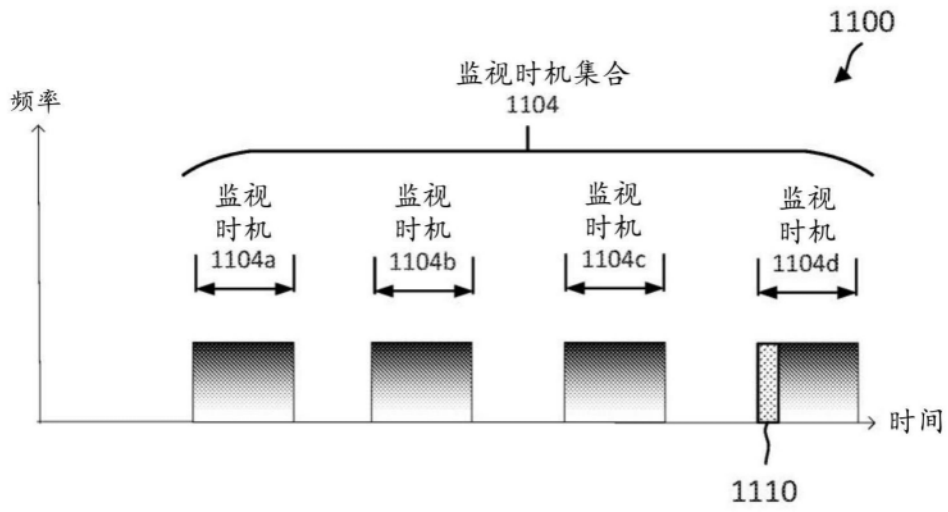 1100
监视时机集合
1104
频率
监视
时机
1104a
监视
时机
1104b
监视
时机
1104c
监视
时机
1104d
时间
1110